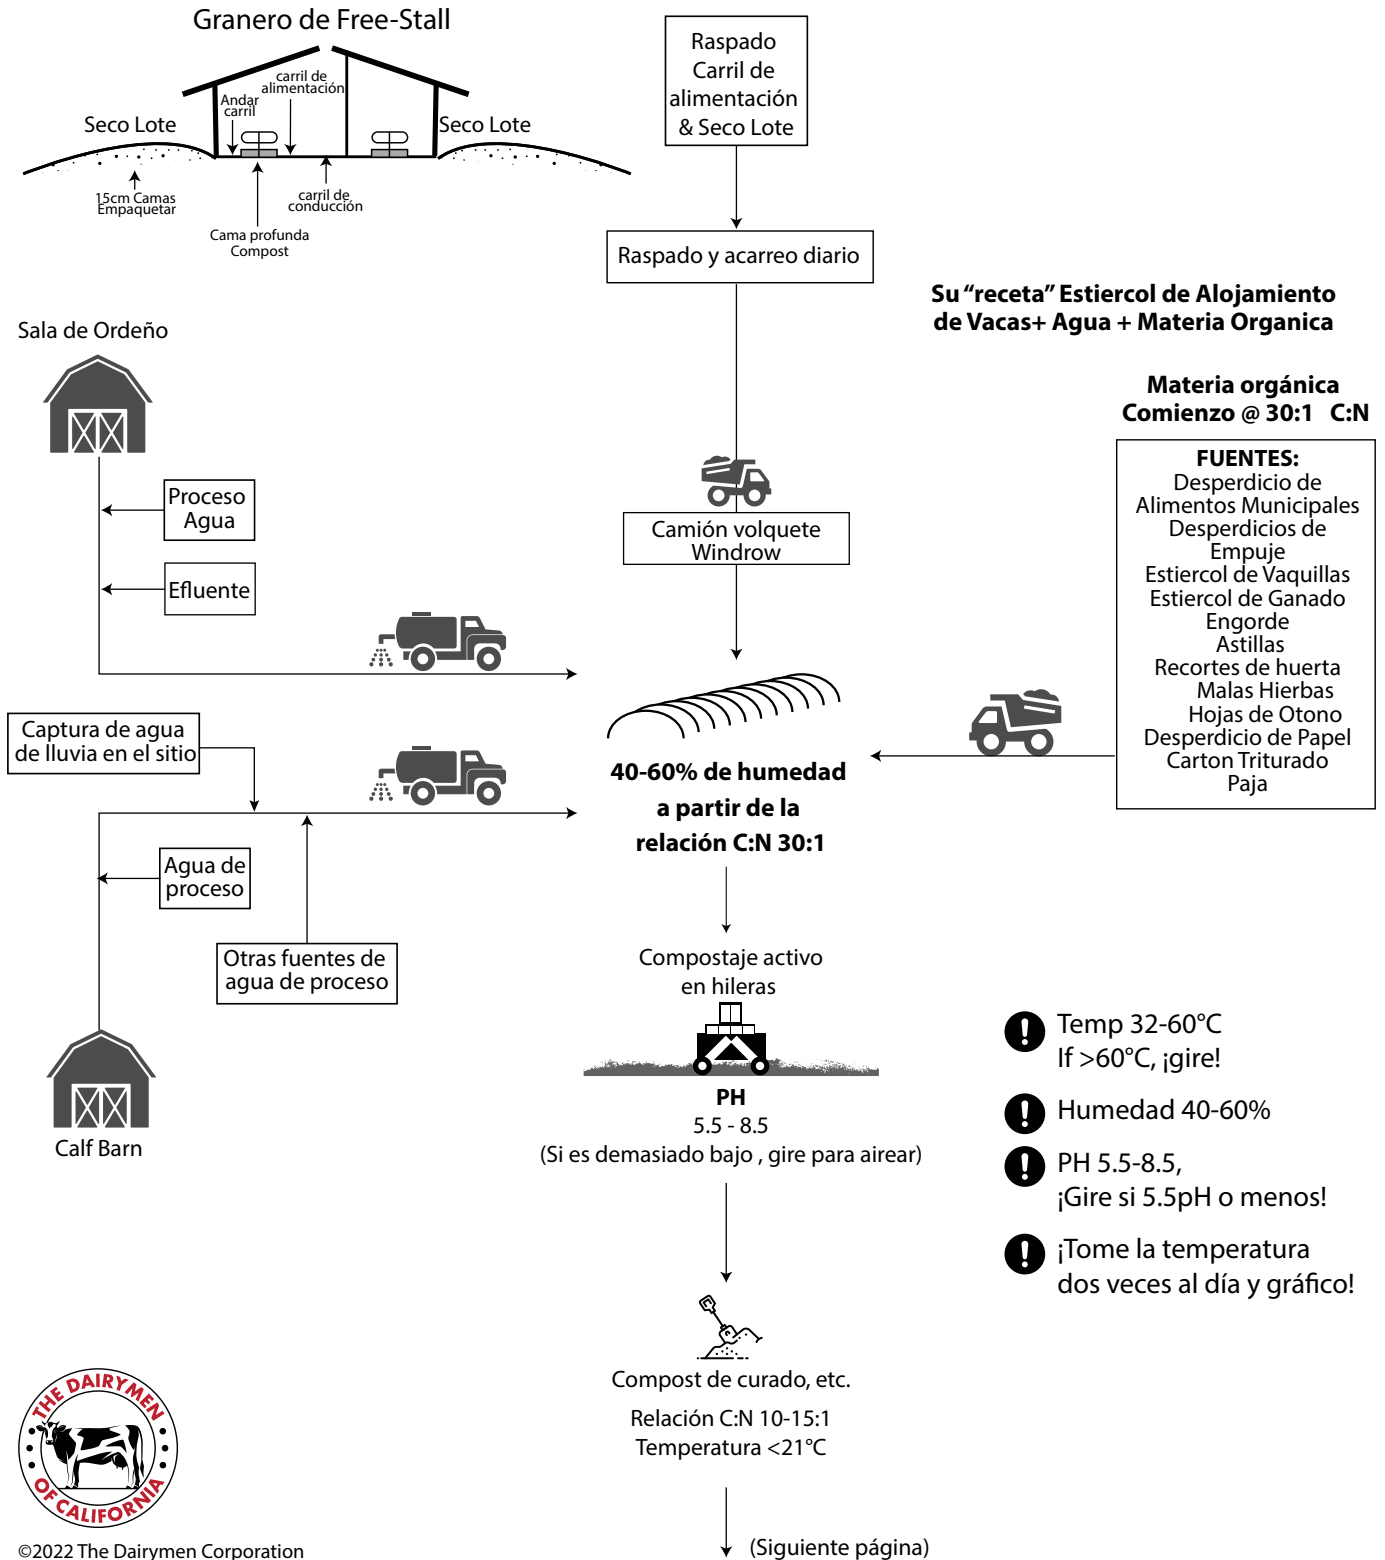 Granero de Free-Stall
carril de
alimentación
Andar
carril
Seco Lote
Seco Lote
15cm Camas
Empaquetar
carril de
conducción
Cama profunda
Compost
Raspado
Carril de
alimentación
& Seco Lote
Raspado y acarreo diario
Su “receta” Estiercol de Alojamiento
de Vacas+ Agua + Materia Organica
Sala de Ordeño
Proceso
Agua
Efluente
Camión volquete
Windrow
Materia orgánica
Comienzo @ 30:1 C:N
FUENTES:
Desperdicio de
Alimentos Municipales
Desperdicios de
Empuje
Estiercol de Vaquillas
Estiercol de Ganado
Engorde
Astillas
Recortes de huerta
Malas Hierbas
Hojas de Otono
Desperdicio de Papel
Carton Triturado
Paja
Captura de agua
de lluvia en el sitio
40-60% de humedad
a partir de la
relación C:N 30:1
Agua de
proceso
Otras fuentes de
agua de proceso
Calf Barn
Compostaje activo
en hileras
PH
5.5 - 8.5
(Si es demasiado bajo , gire para airear)
Temp 32-60°C
If >60°C, ¡gire!
Humedad 40-60%
PH 5.5-8.5,
¡Gire si 5.5pH o menos!
¡Tome la temperatura
dos veces al día y gráfico!
Compost de curado, etc.
Relación C:N 10-15:1
Temperatura <21°C
(Siguiente página)
THE DAIRYMEN
OF CALIFORNIA
©2022 The Dairymen Corporation